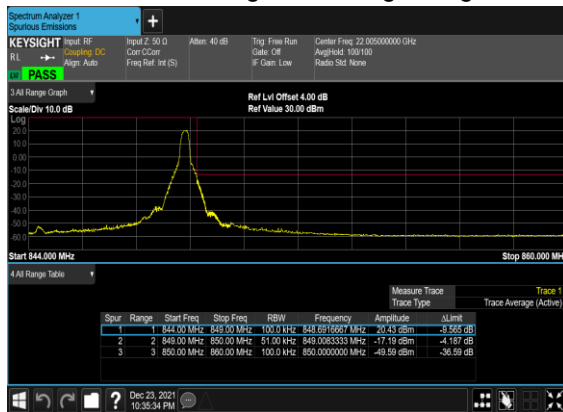 Spectrum Analyzer 1
Spurious Emissions
KEYSIGHT Input: RF Input Z: 50 Ω Atten: 40 dB Trig: Free Run Center Freq: 22.005000000 GHz
Coupling: DC Corr CCorr Gate: Off Avg|Hold: 100/100
RL Align: Auto Freq Ref: Int (S) IF Gain: Low Radio Std: None
PASS
3 All Range Graph
Ref Lvl Offset 4.00 dB
Scale/Div 10.0 dB Ref Value 30.00 dBm
Log
20.0
10.0
0.00
-10.0
-20.0
-30.0
-40.0
-50.0
-60.0
Start 844.000 MHz Stop 860.000 MH
4 All Range Table
Measure Trace Trace 1
Trace Type Trace Average (Active)
Spur Range Start Freq Stop Freq RBW Frequency Amplitude ΔLimit
1 1 844.00 MHz 849.00 MHz 100.0 kHz 848.6916667 MHz 20.43 dBm -9.565 dB
2 2 849.00 MHz 850.00 MHz 51.00 kHz 849.0083333 MHz -17.19 dBm -4.187 dB
3 3 850.00 MHz 860.00 MHz 100.0 kHz 850.0000000 MHz -49.59 dBm -36.59 dB
Dec 23, 2021
10:35:34 PM